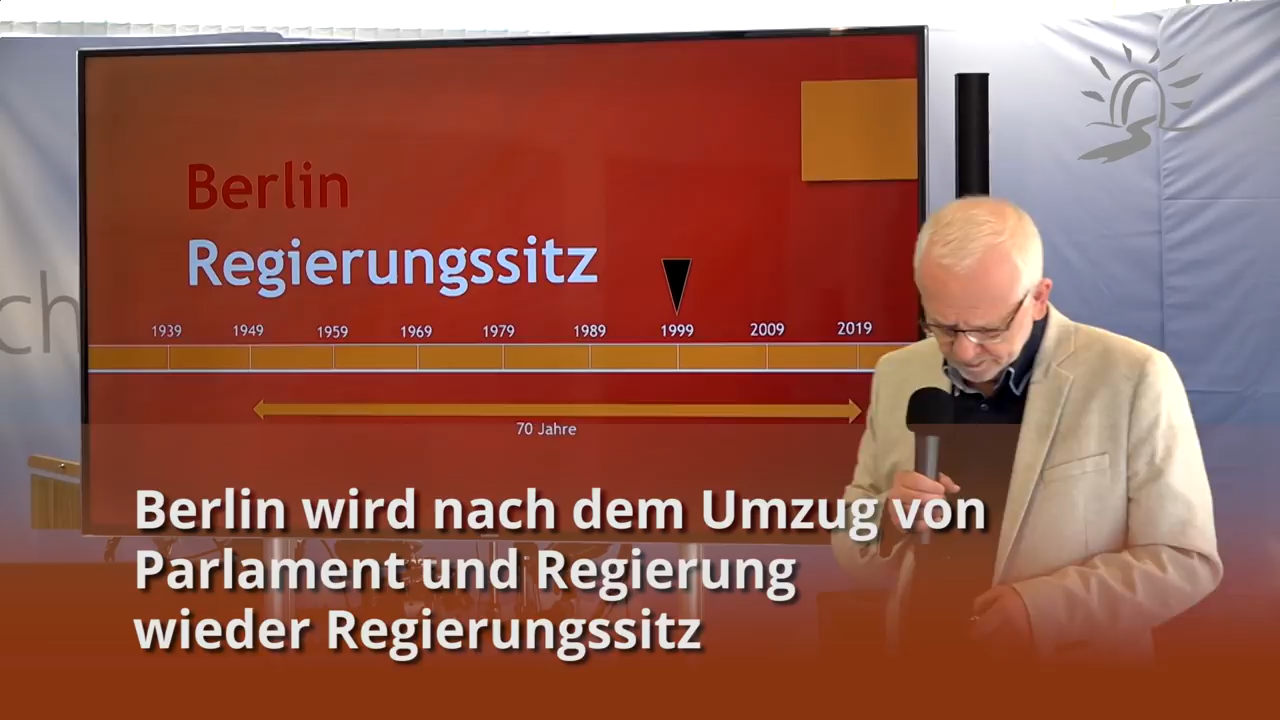 Berlin
Regierungssitz
1939 1949 1959 1969 1979 1989 1999 2009 2019
70 Jahre
ch
Berlin wird nach dem Umzug von
Parlament und Regierung
wieder Regierungssitz